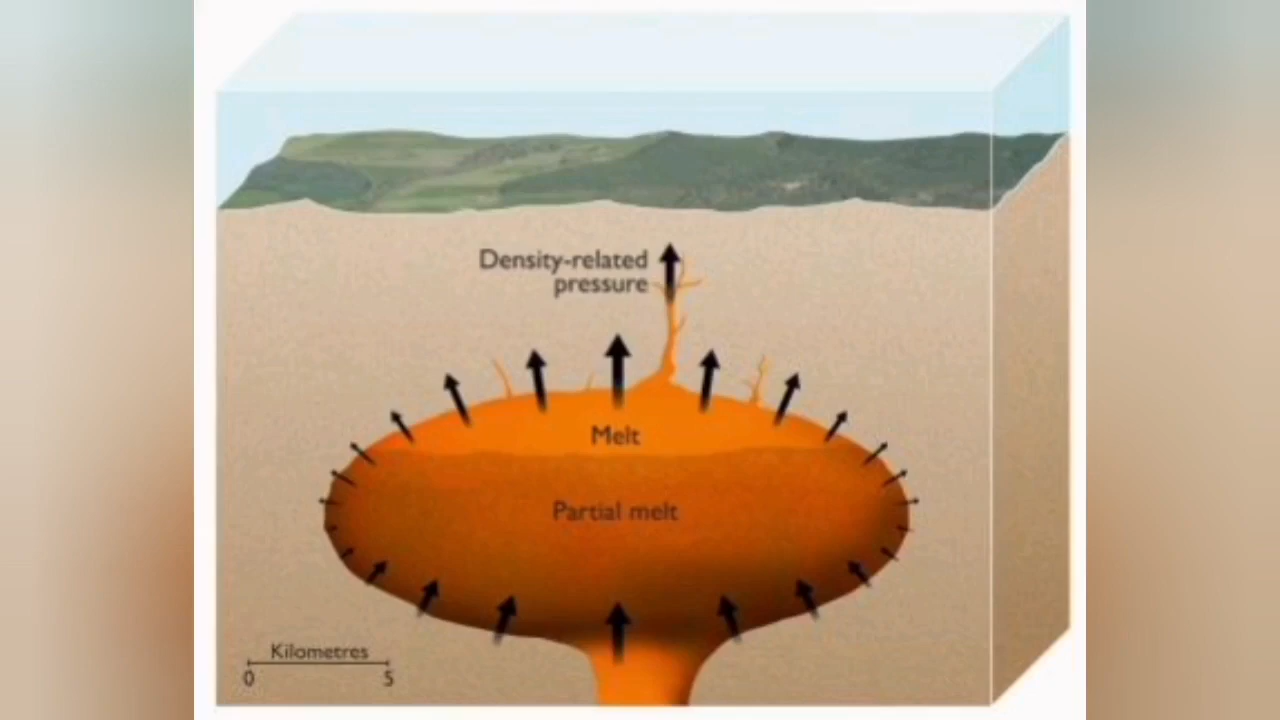 Density-related
pressure
Melt
Partial melt
Kilometres
0 5